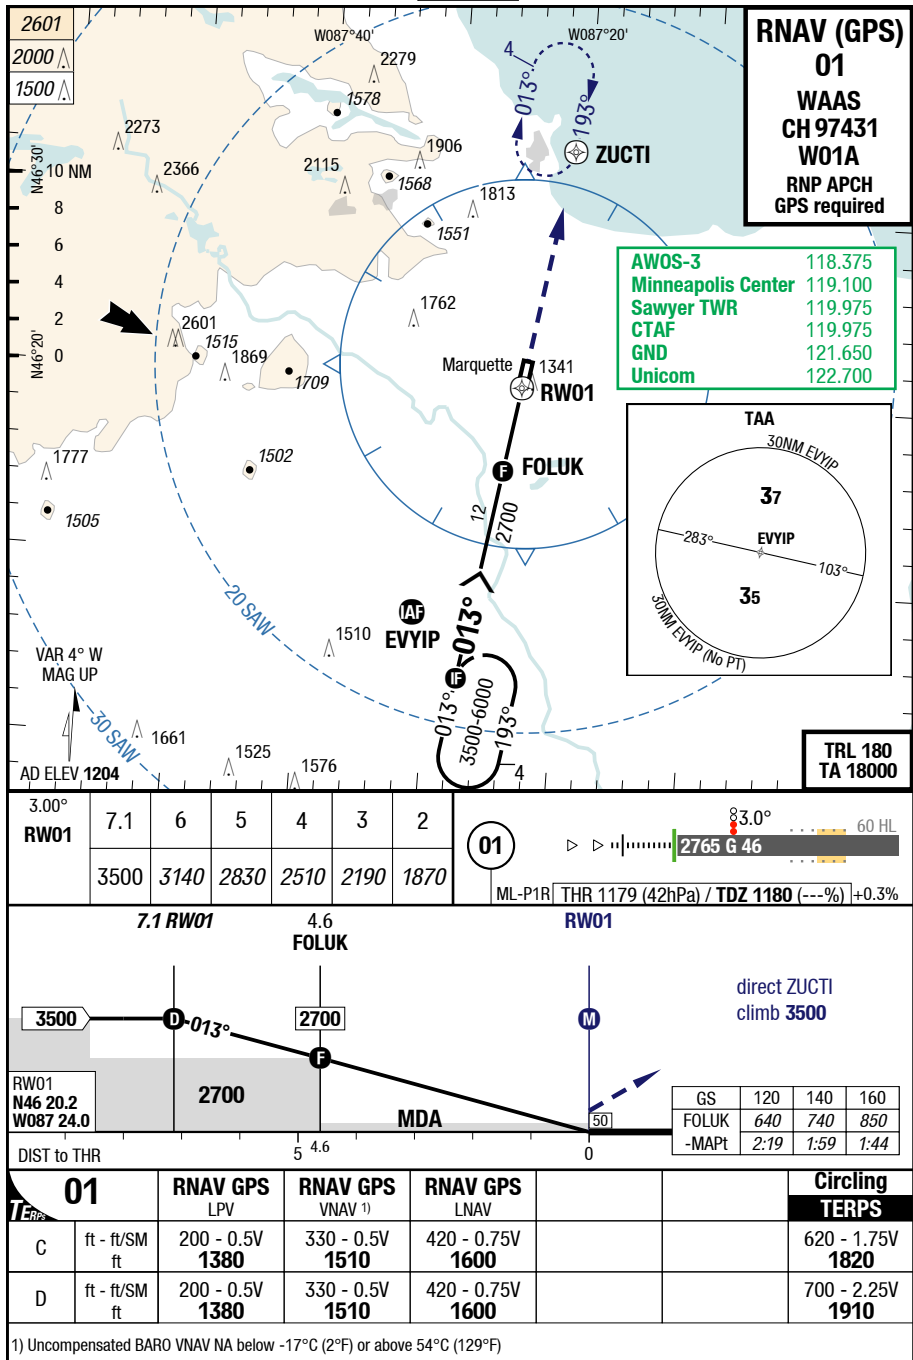 2601
2000
1500
W087°40'
W087°20'
N46°30'
N46°20'
10 NM
8
6
4
2
0
2279
1578
2273
2366
2115
1906
1568
1813
1551
1762
2601
1515
1869
1709
1777
1505
1502
1510
1661
1525
1576
1341
4
013°
193°
ZUCTI
Marquette
RW01
F
FOLUK
12
2700
IAF
EVYIP
013°
IF
013°
3500-6000
193°
4
20 SAW
30 SAW
VAR 4° W
MAG UP
AD ELEV 1204
RNAV (GPS)
01
WAAS
CH 97431
W01A
RNP APCH
GPS required
AWOS-3 118.375
Minneapolis Center 119.100
Sawyer TWR 119.975
CTAF 119.975
GND 121.650
Unicom 122.700
TAA
30NM EVYIP
37
283°
EVYIP
103°
35
30NM EVYIP (No PT)
TRL 180
TA 18000
3.00°
RW01
7.1 6 5 4 3 2
3500 3140 2830 2510 2190 1870
01
3.0°
60 HL
2765 G 46
ML-P1R THR 1179 (42hPa) / TDZ 1180 (---%) +0.3%
7.1 RW01
4.6
FOLUK
RW01
3500
D
013°
2700
F
M
direct ZUCTI
climb 3500
2700
MDA
50
RW01
N46 20.2
W087 24.0
DIST to THR
5 4.6 0
GS 120 140 160
FOLUK 640 740 850
-MAPt 2:19 1:59 1:44
TERPS
01
RNAV GPS
LPV
RNAV GPS
VNAV 1)
RNAV GPS
LNAV
Circling
TERPS
C ft - ft/SM 200 - 0.5V 330 - 0.5V 420 - 0.75V 620 - 1.75V
ft 1380 1510 1600 1820
D ft - ft/SM 200 - 0.5V 330 - 0.5V 420 - 0.75V 700 - 2.25V
ft 1380 1510 1600 1910
1) Uncompensated BARO VNAV NA below -17°C (2°F) or above 54°C (129°F)